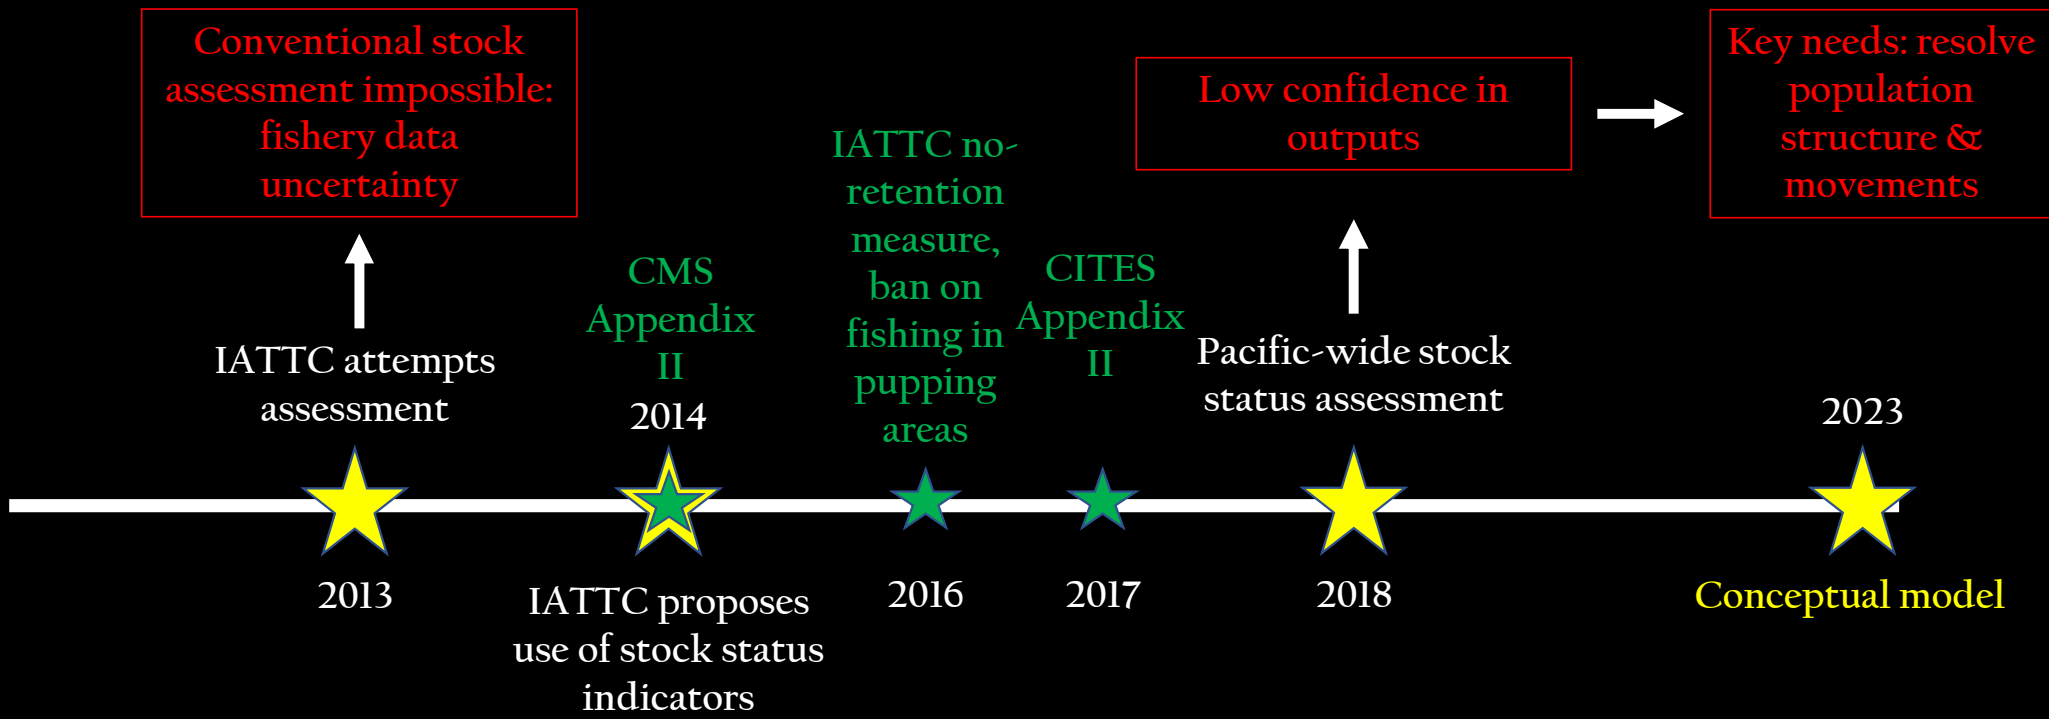 Conventional stock
assessment impossible:
fishery data
uncertainty
IATTC attempts
assessment
2013
CMS
Appendix
II
2014
IATTC proposes
use of stock status
indicators
IATTC no-
retention
measure,
ban on
fishing in
pupping
areas
2016
CITES
Appendix
II
2017
Low confidence in
outputs
Pacific-wide stock
status assessment
2018
Key needs: resolve
population
structure &
movements
2023
Conceptual model